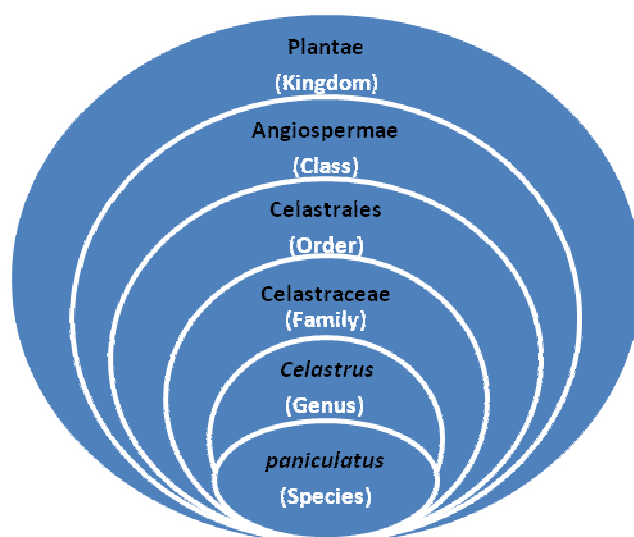 Plantae
(Kingdom)
Angiospermae
(Class)
Celastrales
(Order)
Celastraceae
(Family)
Celastrus
(Genus)
paniculatus
(Species)